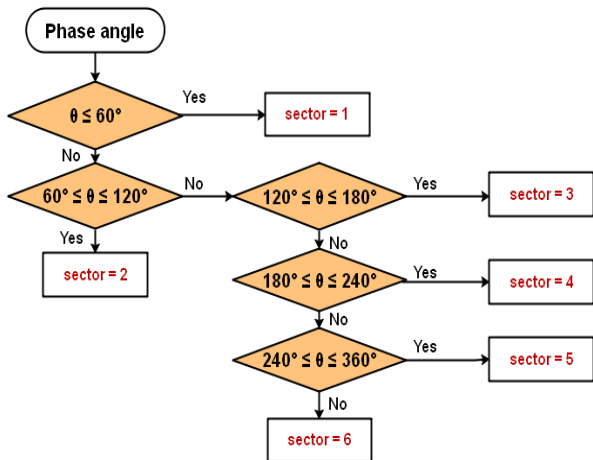 Phase angle
θ ≤ 60°
Yes
sector = 1
No
60° ≤ θ ≤ 120°
No
120° ≤ θ ≤ 180°
Yes
sector = 3
Yes
sector = 2
No
180° ≤ θ ≤ 240°
Yes
sector = 4
No
240° ≤ θ ≤ 360°
Yes
sector = 5
No
sector = 6